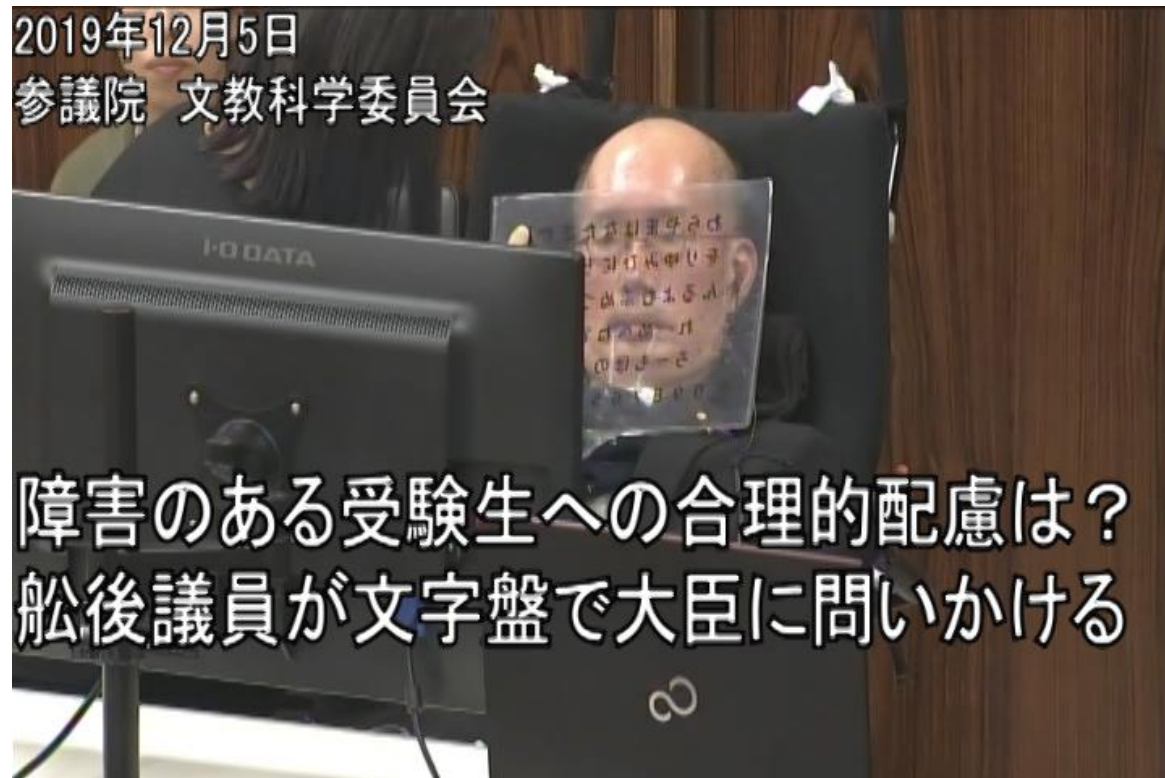 2019年12月5日
参議院　文教科学委員会
I-O DATA
障害のある受験生への合理的配慮は？
舩後議員が文字盤で大臣に問いかける